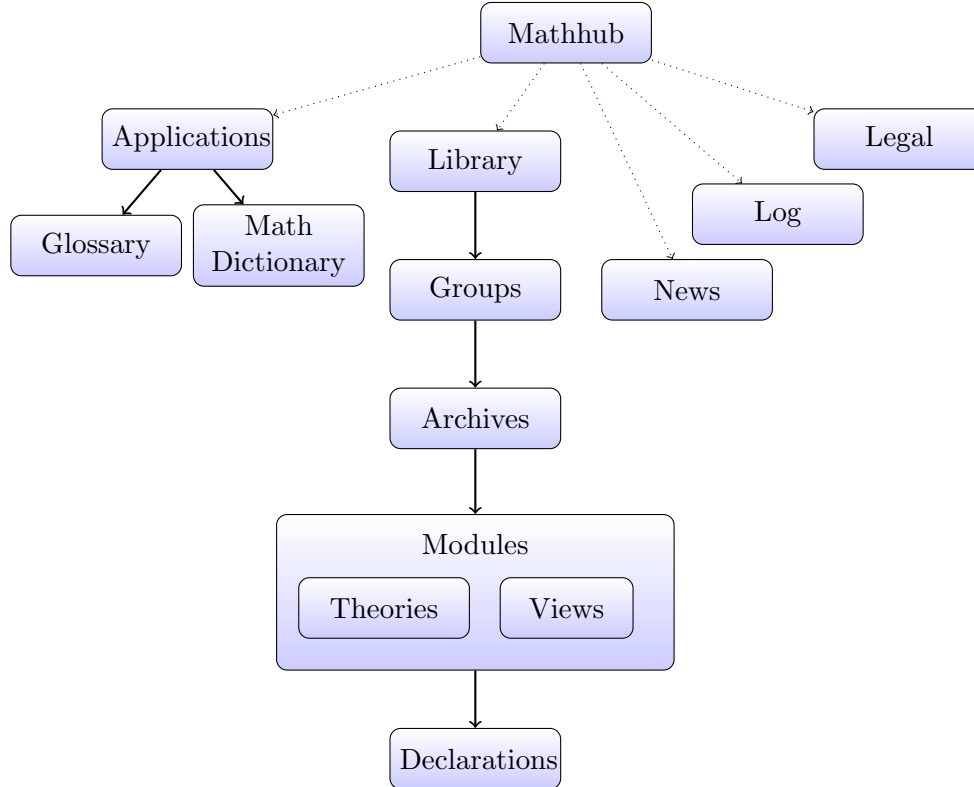 Mathhub
Applications
Library
Legal
Log
Glossary
Math
Dictionary
Groups
News
Archives
Modules
Theories
Views
Declarations